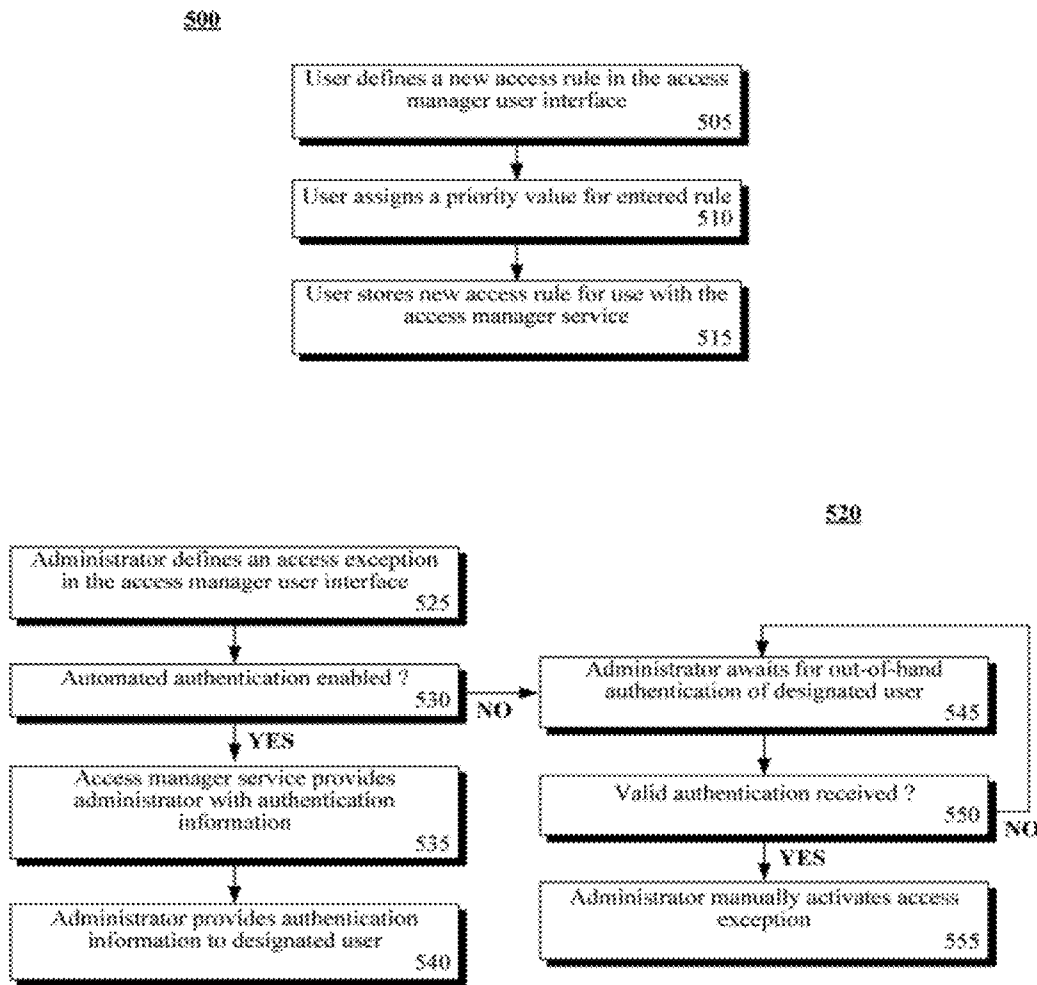 500
User defines a new access rule in the access
manager user interface
505
User assigns a priority value for entered rule
510
User stores new access rule for use with the
access manager service
515
520
Administrator defines an access exception
in the access manager user interface
525
Automated authentication enabled ?
530
NO
YES
Access manager service provides
administrator with authentication
information
535
Administrator provides authentication
information to designated user
540
Administrator awaits for out-of-hand
authentication of designated user
545
Valid authentication received ?
550
NO
YES
Administrator manually activates access
exception
555